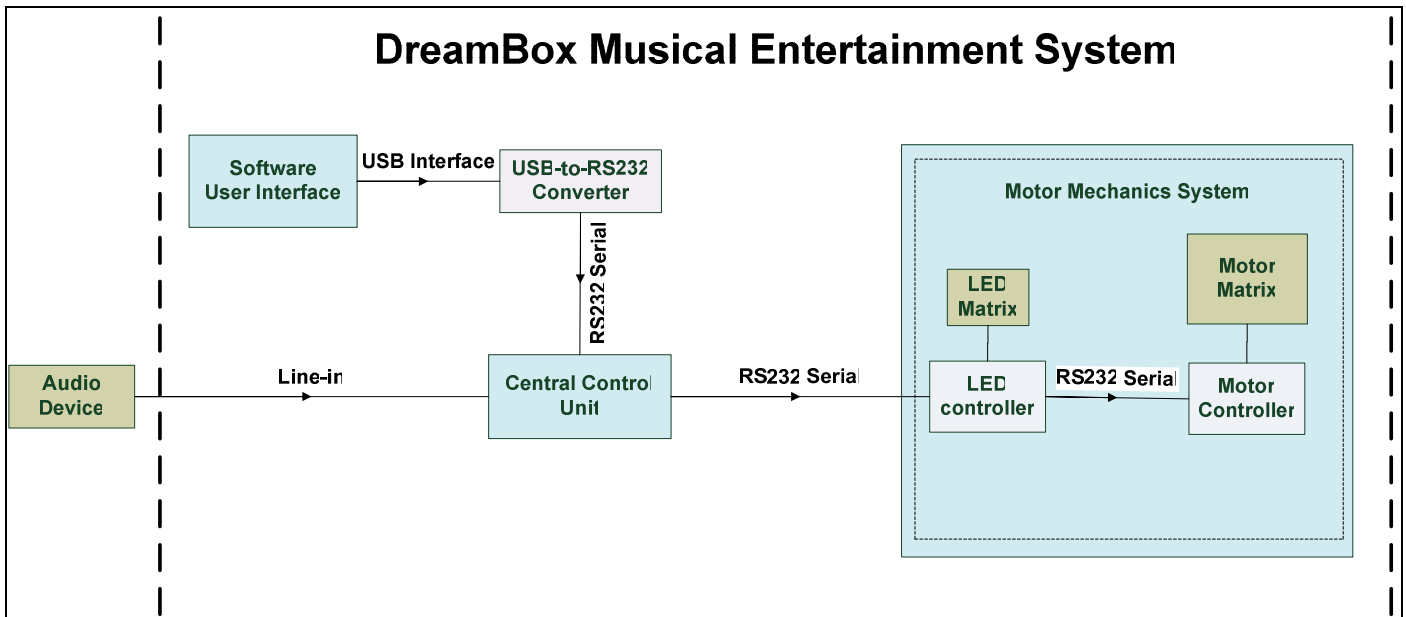 DreamBox Musical Entertainment System
Software
User Interface
USB Interface
USB-to-RS232
Converter
RS232 Serial
Motor Mechanics System
LED
Matrix
Motor
Matrix
Audio
Device
Line-in
Central Control
Unit
RS232 Serial
LED
controller
RS232 Serial
Motor
Controller